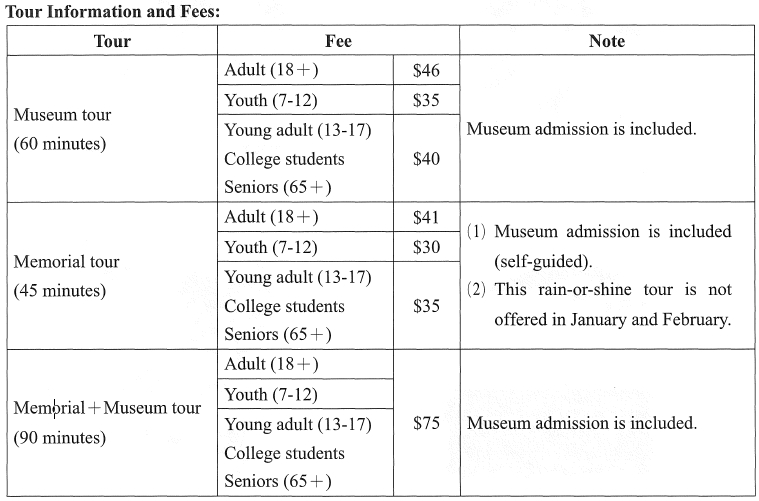 Tour Information and Fees:
Tour Fee Note
Museum tour
(60 minutes)
Adult (18+) $46
Youth (7-12) $35
Young adult (13-17)
College students $40
Seniors (65+)
Museum admission is included.
Memorial tour
(45 minutes)
Adult (18+) $41
Youth (7-12) $30
Young adult (13-17)
College students $35
Seniors (65+)
(1) Museum admission is included
(self-guided).
(2) This rain-or-shine tour is not
offered in January and February.
Memorial+Museum tour
(90 minutes)
Adult (18+)
Youth (7-12)
Young adult (13-17) $75
College students
Seniors (65+)
Museum admission is included.